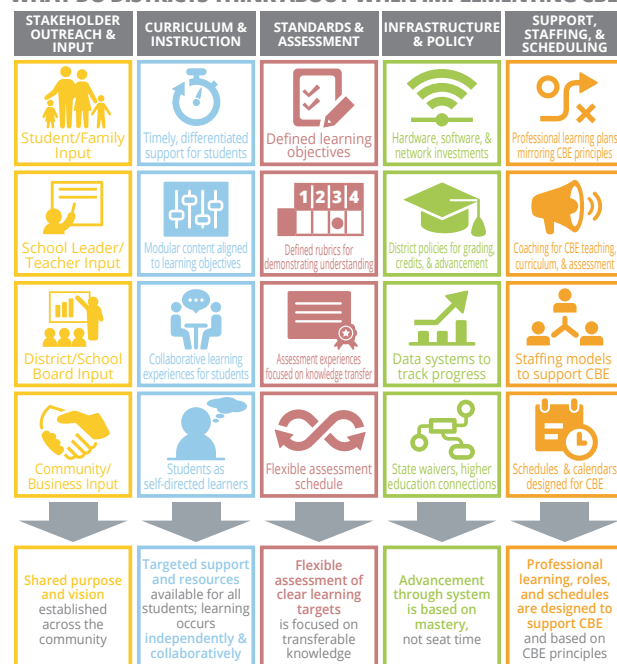 WHAT DO DISTRICTS THINK ABOUT WHEN IMPLEMENTING CBE
STAKEHOLDER
OUTREACH &
INPUT
CURRICULUM &
INSTRUCTION
STANDARDS &
ASSESSMENT
INFRASTRUCTURE
& POLICY
SUPPORT,
STAFFING, &
SCHEDULING
Student/Family
Input
Timely, differentiated
support for students
Defined learning
objectives
Hardware, software, &
network investments
Professional learning plans
mirroring CBE principles
School Leader/
Teacher Input
Modular content aligned
to learning objectives
1 2 3 4
Defined rubrics for
demonstrating understanding
District policies for grading,
credits, & advancement
Coaching for CBE teaching,
curriculum, & assessment
District/School
Board Input
Collaborative learning
experiences for students
Assessment experiences
focused on knowledge transfer
Data systems to
track progress
Staffing models
to support CBE
Community/
Business Input
Students as
self-directed learners
Flexible assessment
schedule
State waivers, higher
education connections
Schedules & calendars
designed for CBE
Shared purpose
and vision
established
across the
community
Targeted support
and resources
available for all
students; learning
occurs
independently &
collaboratively
Flexible
assessment of
clear learning
targets
is focused on
transferable
knowledge
Advancement
through system
is based on
mastery,
not seat time
Professional
learning, roles,
and schedules
are designed to
support CBE
and based on
CBE principles